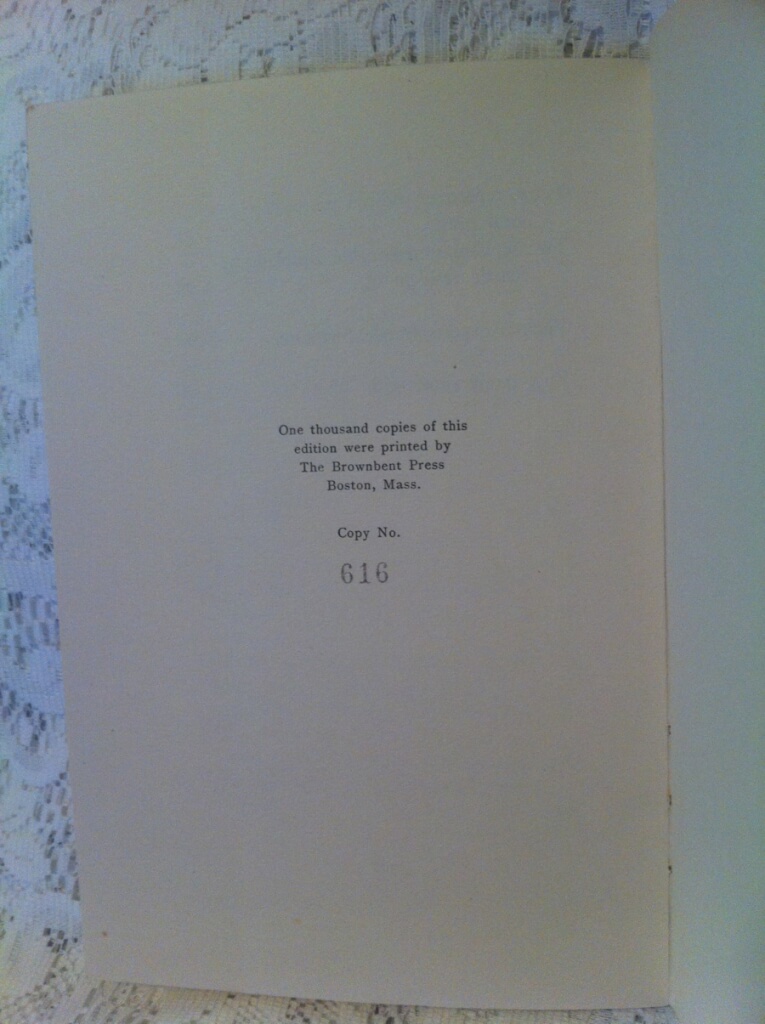 One thousand copies of this
edition were printed by
The Brownbent Press
Boston, Mass.
Copy No.
616